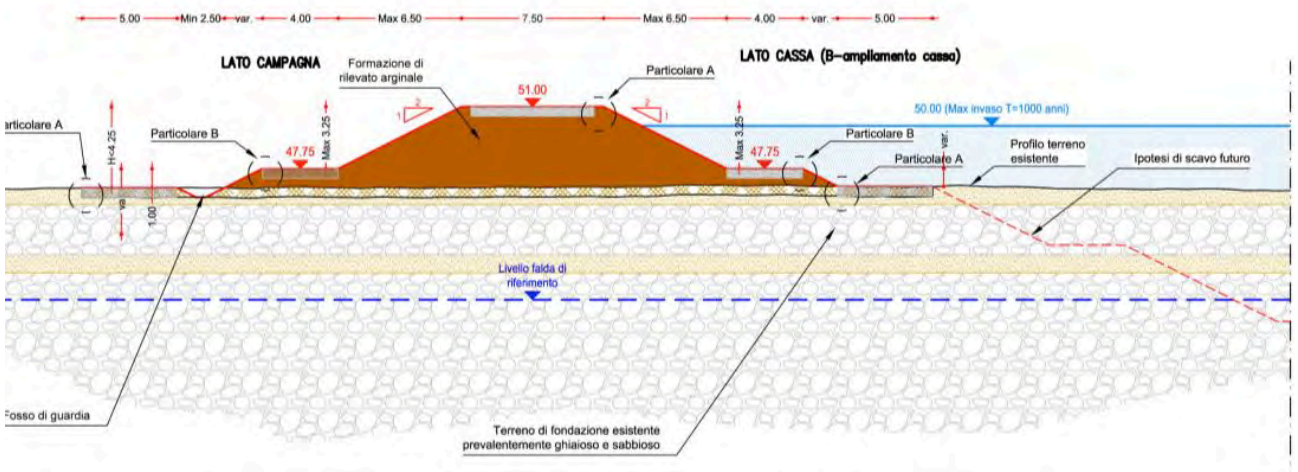 5.00
Min 2.50
var.
4.00
Max 6.50
7.50
Max 6.50
4.00
var.
5.00
LATO CAMPAGNA
Formazione di
rilevato arginale
Particolare A
LATO CASSA (B-ampliamento cassa)
51.00
2
1
2
1
50.00 (Max invaso T=1000 anni)
articolare A
H<4.25
Particolare B
Max 3.25
47.75
Max 3.25
47.75
Particolare B
Particolare A
var.
Profilo terreno
esistente
Ipotesi di scavo futuro
1.00
Livello falda di
riferimento
Fosso di guardia
Terreno di fondazione esistente
prevalentemente ghiaioso e sabbioso